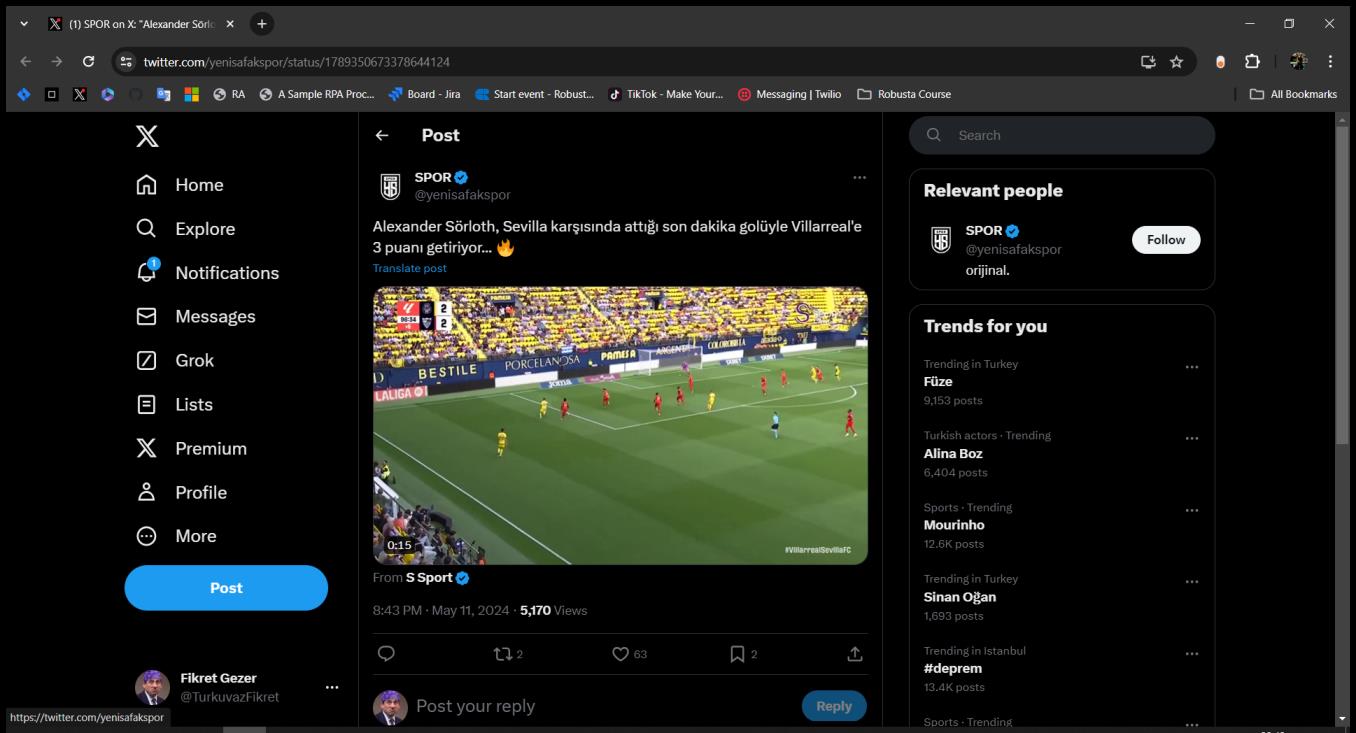 (1) SPOR on X: "Alexander Sörlo
twitter.com/yenisafakspor/status/1789350673378644124
RA
A Sample RPA Proc...
Board - Jira
Start event - Robust...
TikTok - Make Your...
Messaging | Twilio
Robusta Course
All Bookmarks
Home
Explore
1
Notifications
Messages
Grok
Lists
Premium
Profile
More
Post
Fikret Gezer
@TurkuvazFikret
https://twitter.com/yenisafakspor
Post
SPOR
@yenisafakspor
Alexander Sörloth, Sevilla karşısında attığı son dakika golüyle Villarreal'e
3 puanı getiriyor... 🔥
Translate post
2
2
PAMESA
BESTILE
PORCELANOSA
PAMESA
ARGENT
COLOROBBIA
joma
LALIGA
0:15
#VillarrealSevillaFC
From S Sport
8:43 PM · May 11, 2024 · 5,170 Views
2
63
2
Post your reply
Reply
Search
Relevant people
SPOR
@yenisafakspor
Follow
orijinal.
Trends for you
Trending in Turkey
Füze
9,153 posts
Turkish actors · Trending
Alina Boz
6,404 posts
Sports · Trending
Mourinho
12.6K posts
Trending in Turkey
Sinan Oğan
1,693 posts
Trending in Istanbul
#deprem
13.4K posts
Sports · Trending